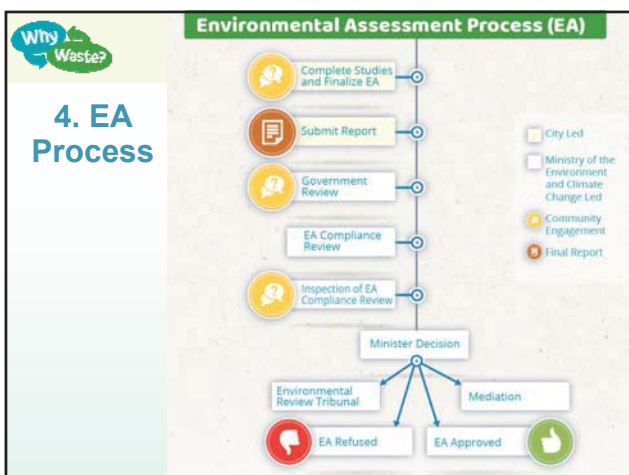 Environmental Assessment Process (EA)
Why
Waste?
4. EA
Process
Complete Studies
and Finalize EA
Submit Report
Government
Review
EA Compliance
Review
Inspection of EA
Compliance Review
Minister Decision
Environmental
Review Tribunal
Mediation
EA Refused
EA Approved
City Led
Ministry of the
Environment
and Climate
Change Led
Community
Engagement
Final Report